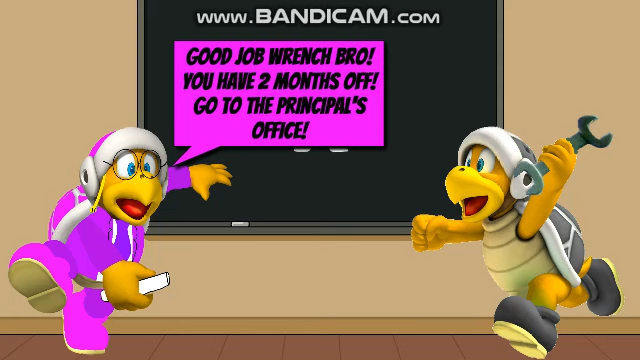 www.BANDICAM.com
GOOD JOB WRENCH BRO!
YOU HAVE 2 MONTHS OFF!
GO TO THE PRINCIPAL'S
OFFICE!